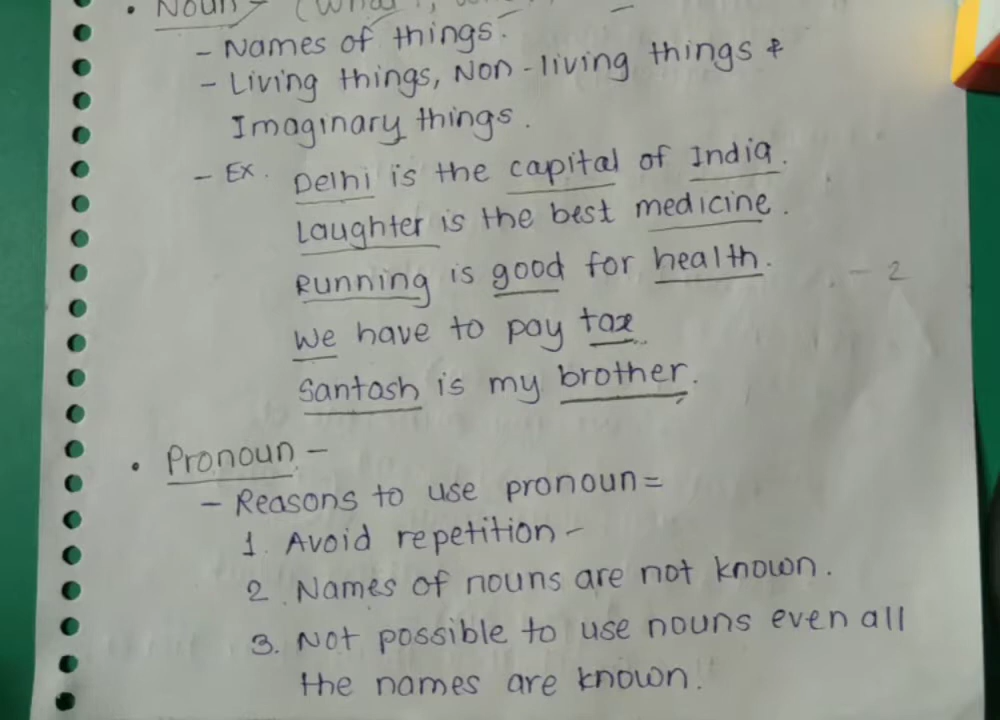 • Noun
- Names of things.
- Living things, Non-living things &
Imaginary things.
- Ex. Delhi is the capital of India.
Laughter is the best medicine.
Running is good for health.
- 2
We have to pay tax
Santosh is my brother.
• Pronoun -
- Reasons to use pronoun=
1. Avoid repetition -
2. Names of nouns are not known.
3. Not possible to use nouns even all
the names are known.